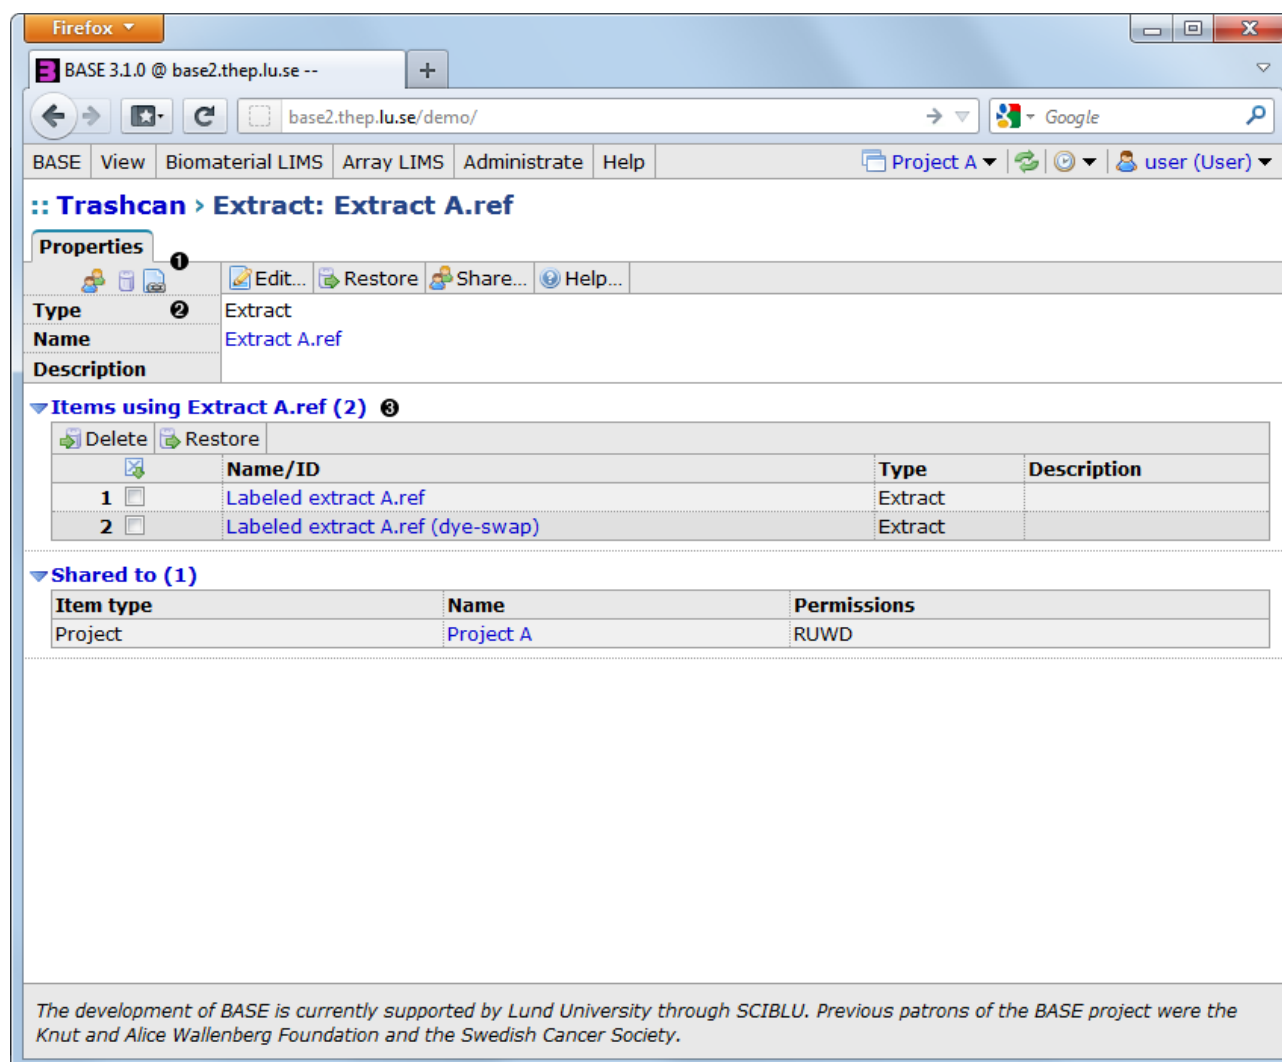 Firefox
BASE 3.1.0 @ base2.thep.lu.se --
base2.thep.lu.se/demo/
Google
BASE View Biomaterial LIMS Array LIMS Administrate Help Project A user (User)
:: Trashcan › Extract: Extract A.ref
Properties
1
Edit... Restore Share... Help...
Type 2 Extract
Name Extract A.ref
Description
Items using Extract A.ref (2) 3
Delete Restore
Name/ID Type Description
1 Labeled extract A.ref Extract
2 Labeled extract A.ref (dye-swap) Extract
Shared to (1)
Item type Name Permissions
Project Project A RUWD
The development of BASE is currently supported by Lund University through SCIBLU. Previous patrons of the BASE project were the
Knut and Alice Wallenberg Foundation and the Swedish Cancer Society.